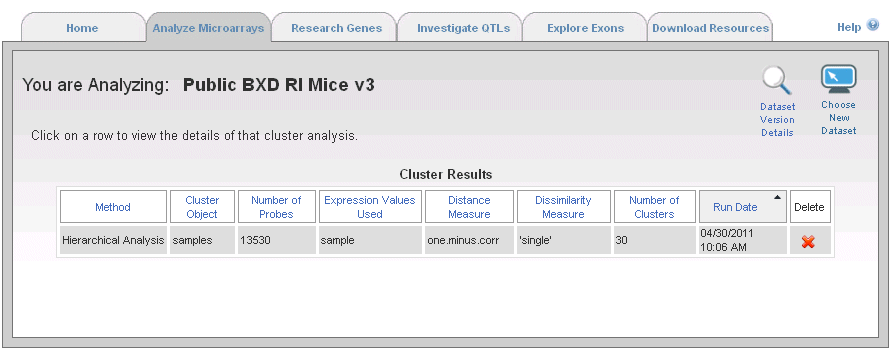 Home Analyze Microarrays Research Genes Investigate QTLs Explore Exons Download Resources Help
You are Analyzing: Public BXD RI Mice v3
Dataset
Version
Details
Choose
New
Dataset
Click on a row to view the details of that cluster analysis.
Cluster Results
Method
Cluster
Object
Number of
Probes
Expression Values
Used
Distance
Measure
Dissimilarity
Measure
Number of
Clusters
Run Date
Delete
Hierarchical Analysis samples 13530 sample one.minus.corr 'single' 30
04/30/2011
10:06 AM